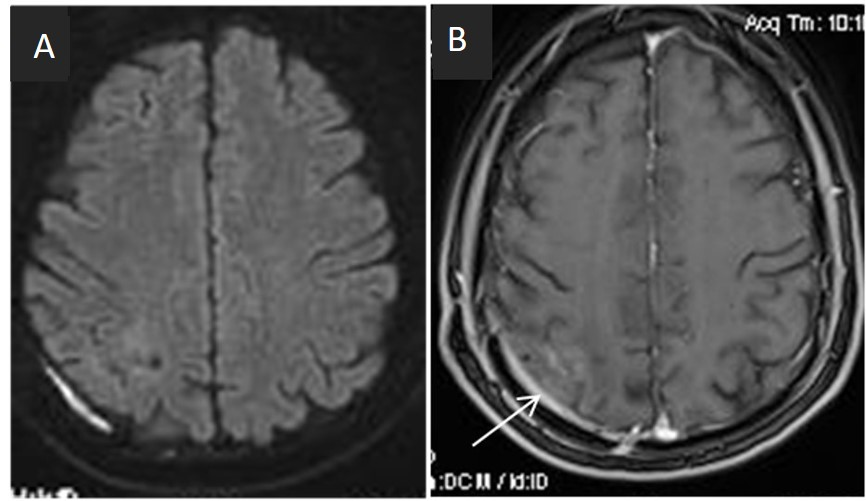 A
B
Acq Tm: 10:1
:DCM / Id:ID